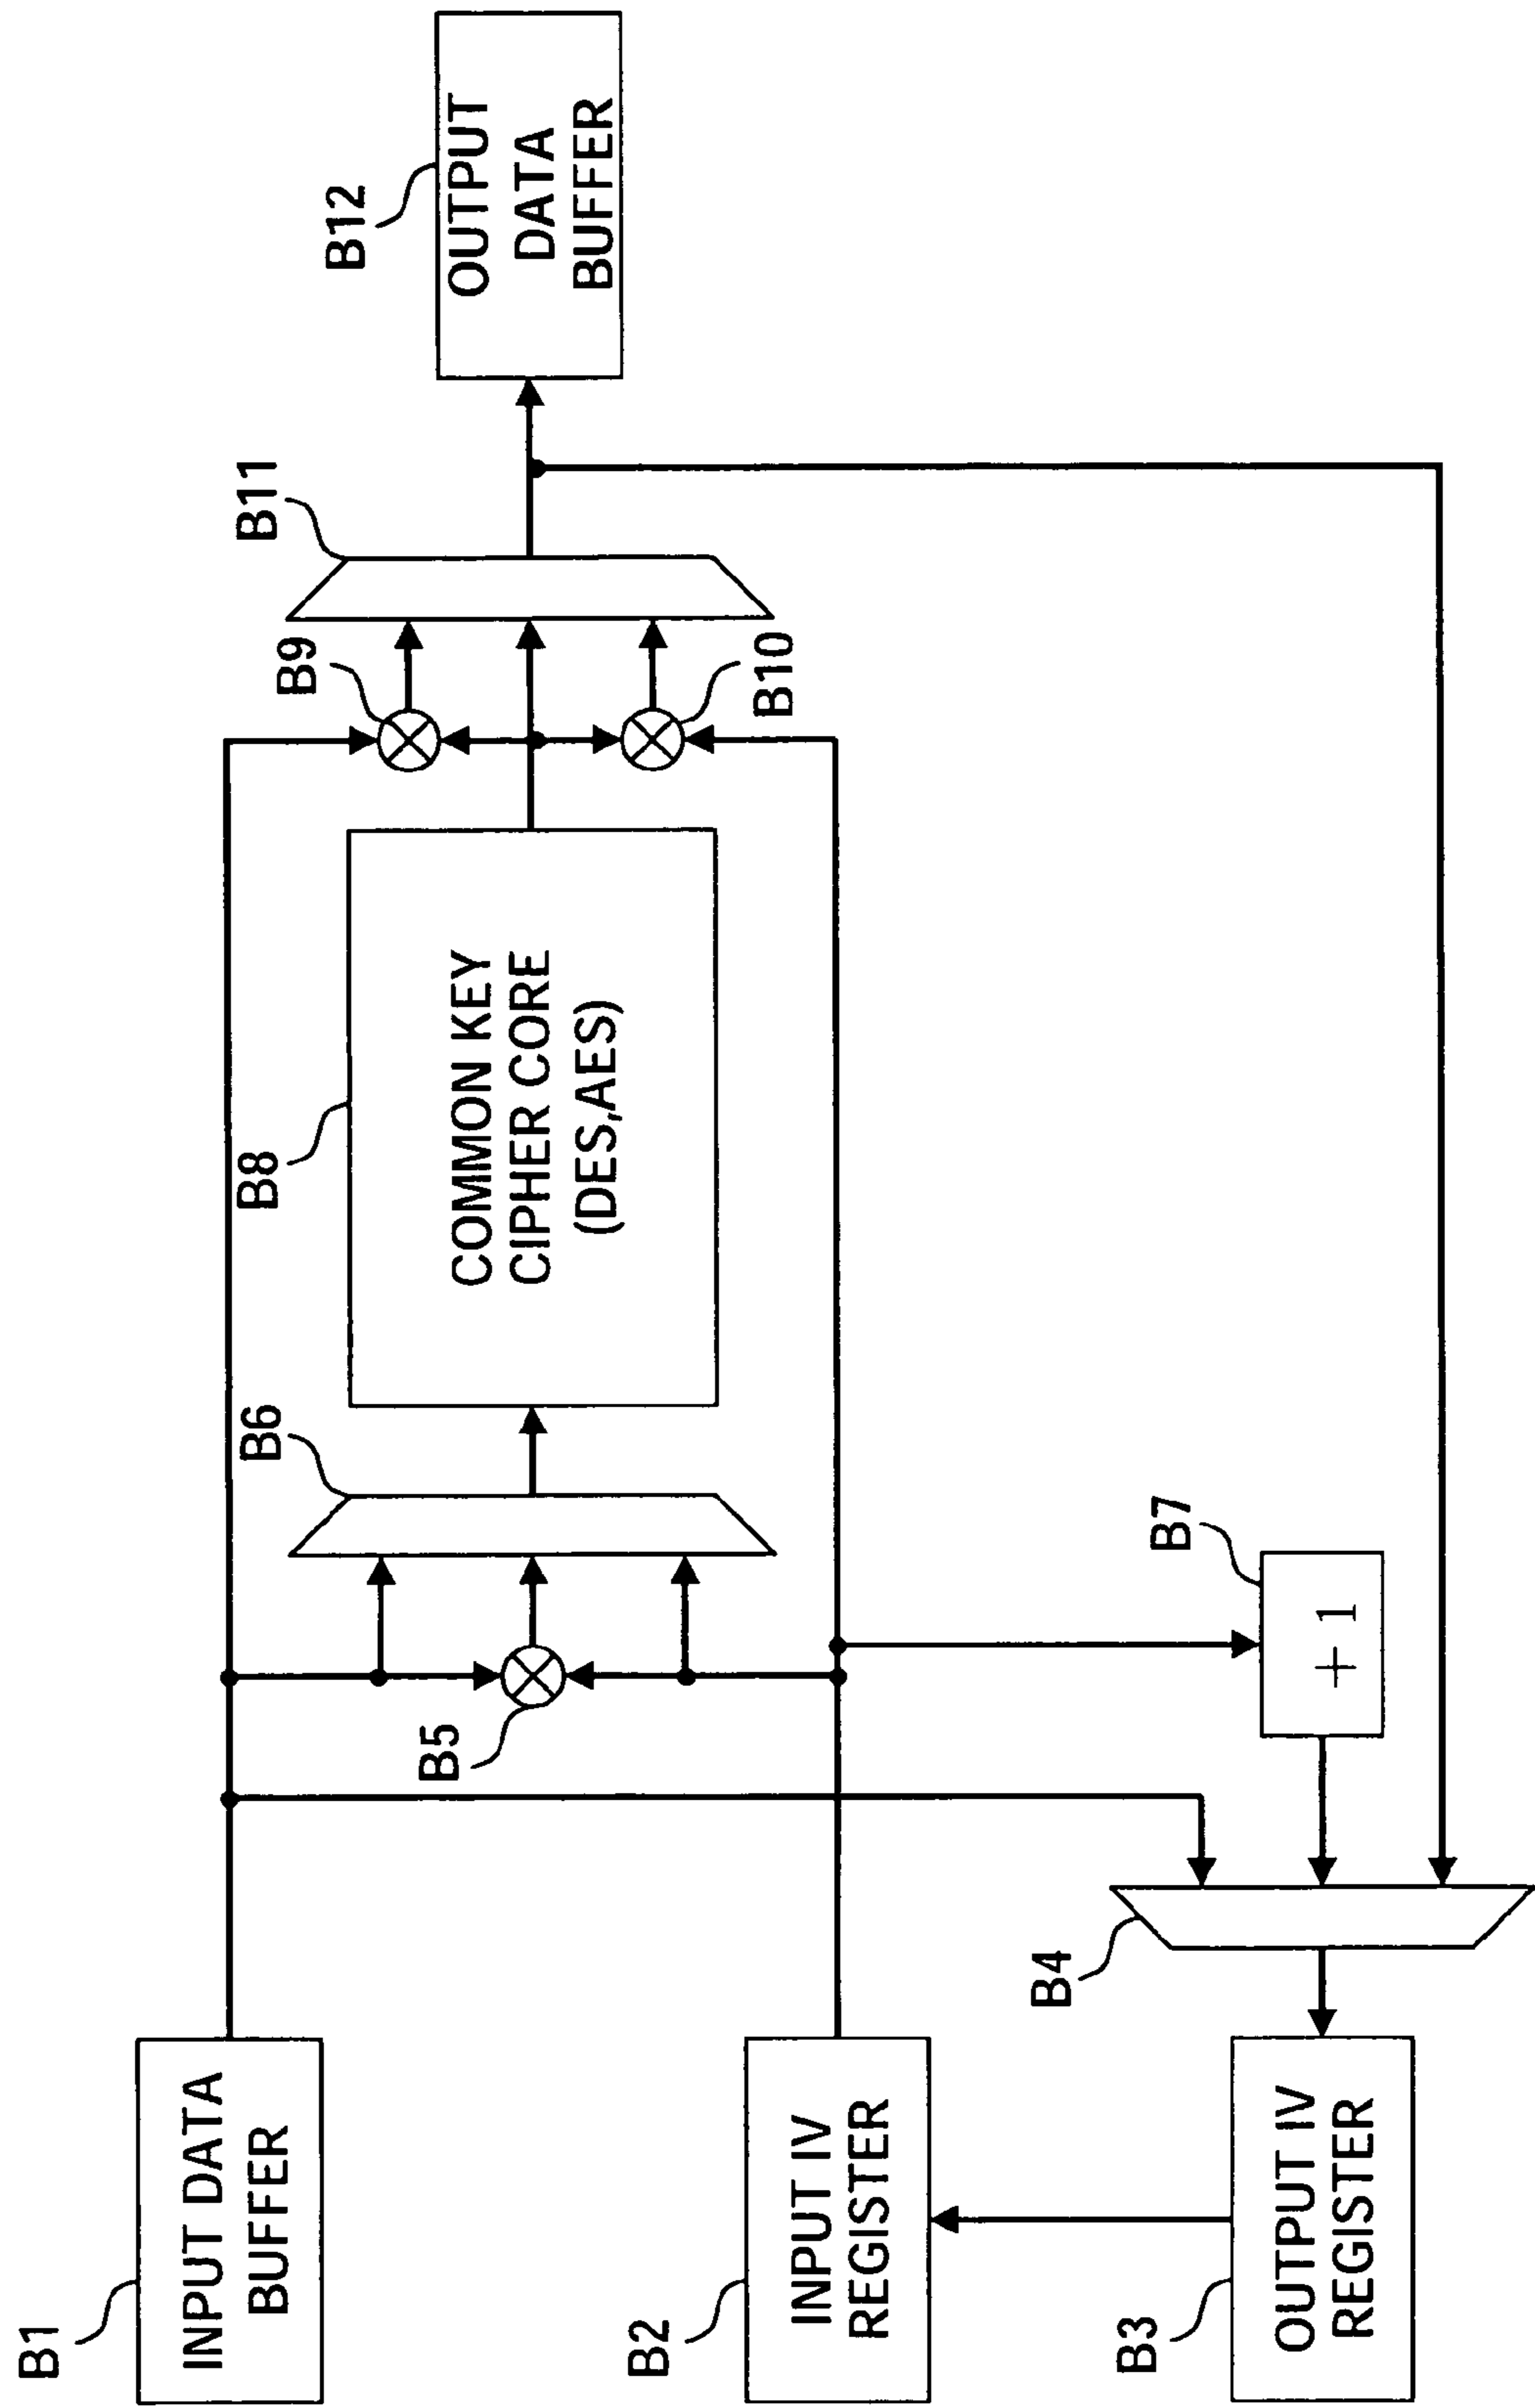 B1
INPUT DATA
BUFFER
B2
INPUT IV
REGISTER
B3
OUTPUT IV
REGISTER
B4
B5
B6
B7
+ 1
B8
COMMON KEY
CIPHER CORE
(DES,AES)
B9
B10
B11
B12
OUTPUT
DATA
BUFFER